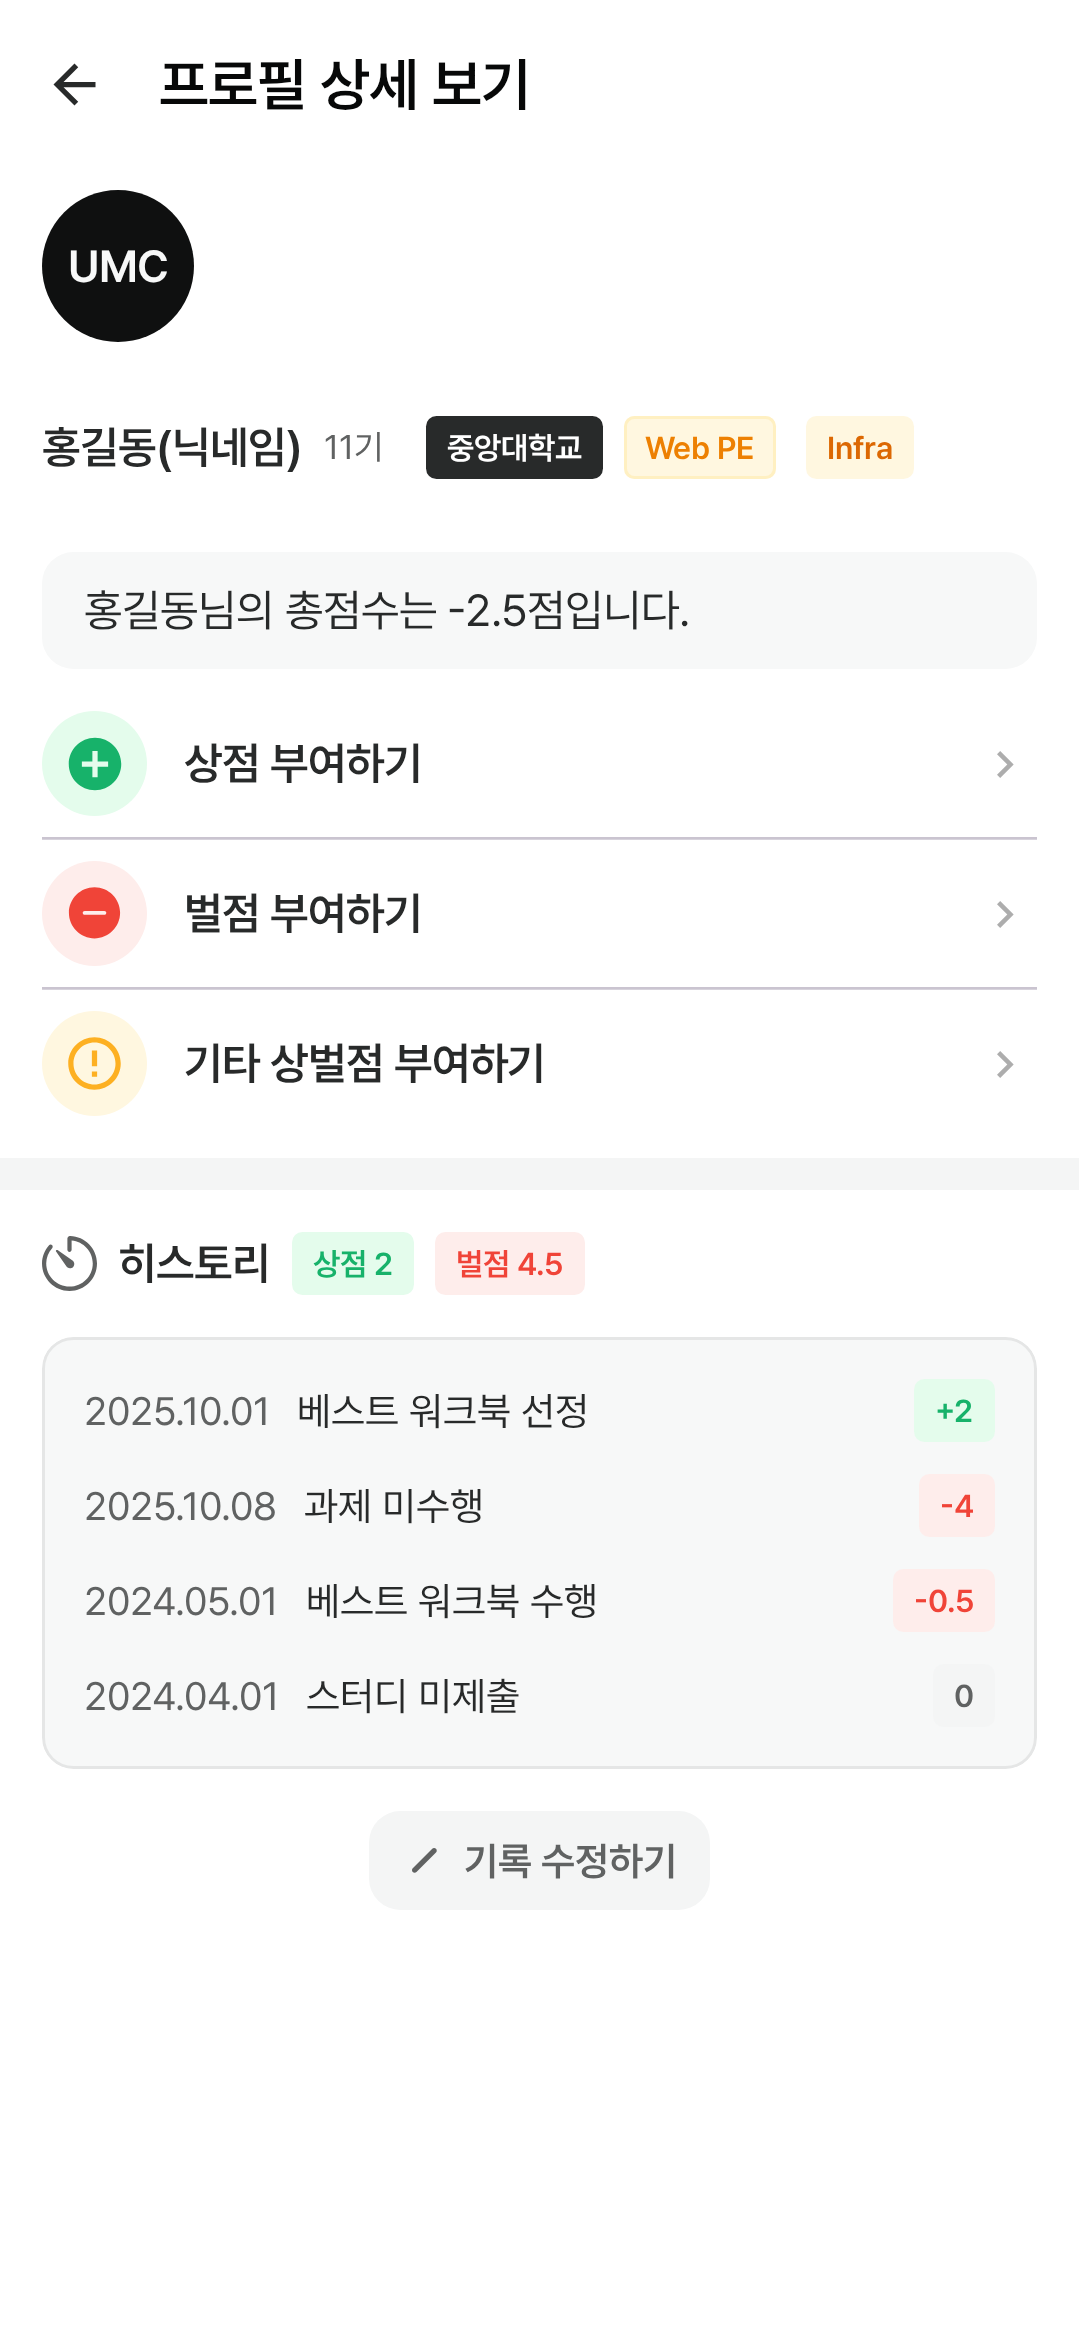 프로필 상세 보기
UMC
홍길동(닉네임) 11기 중앙대학교 Web PE Infra
홍길동님의 총점수는 -2.5점입니다.
상점 부여하기
벌점 부여하기
기타 상벌점 부여하기
히스토리 상점 2 벌점 4.5
2025.10.01 베스트 워크북 선정 +2
2025.10.08 과제 미수행 -4
2024.05.01 베스트 워크북 수행 -0.5
2024.04.01 스터디 미제출 0
기록 수정하기